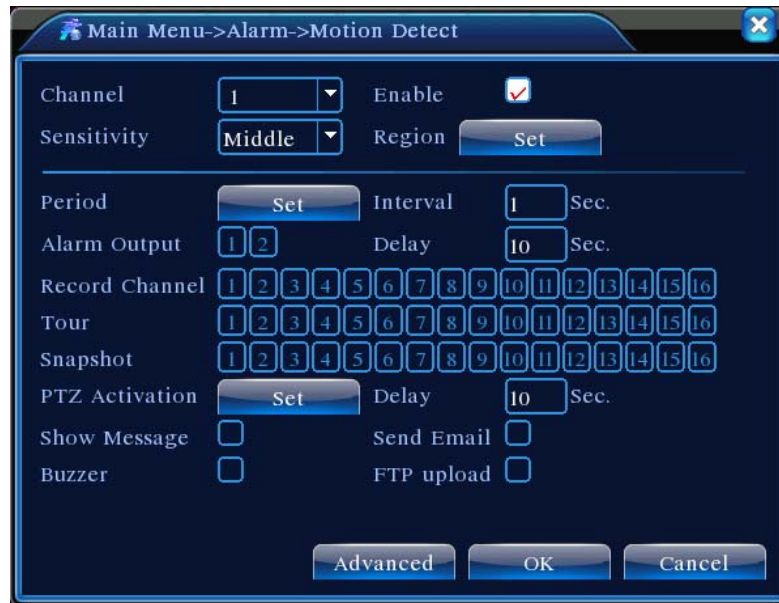 Main Menu->Alarm->Motion Detect
Channel 1 Enable
Sensitivity Middle Region Set
Period Set Interval 1 Sec.
Alarm Output 1 2 Delay 10 Sec.
Record Channel 1 2 3 4 5 6 7 8 9 10 11 12 13 14 15 16
Tour 1 2 3 4 5 6 7 8 9 10 11 12 13 14 15 16
Snapshot 1 2 3 4 5 6 7 8 9 10 11 12 13 14 15 16
PTZ Activation Set Delay 10 Sec.
Show Message Send Email
Buzzer FTP upload
Advanced OK Cancel